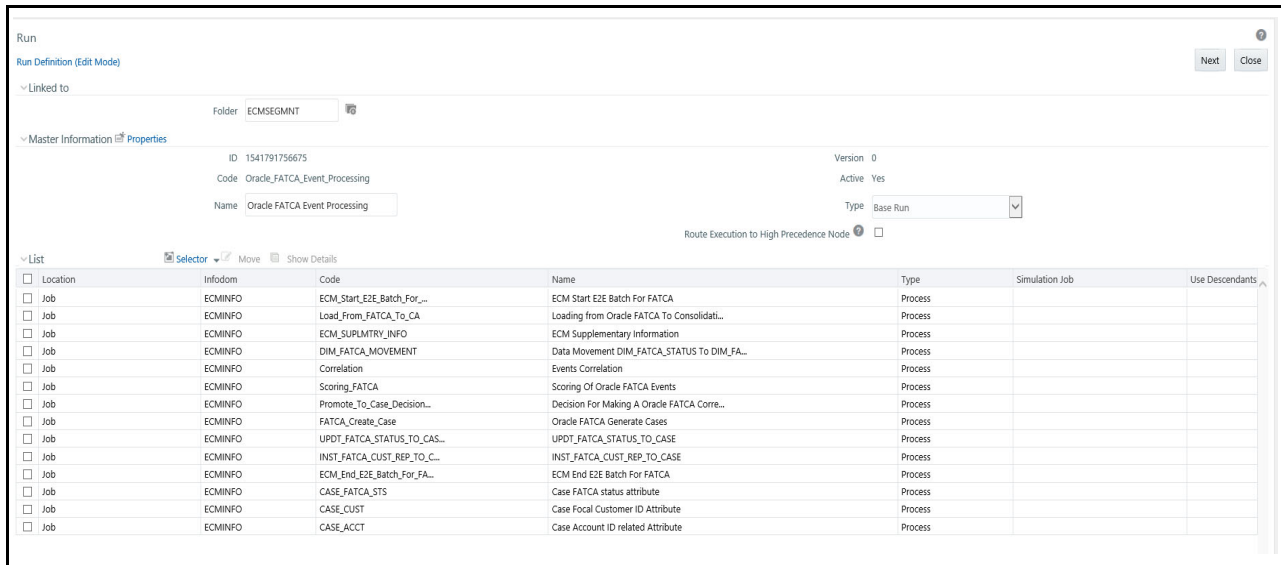 Run
Run Definition (Edit Mode)
Next Close
Linked to
Folder ECMSEGMNT
Master Information Properties
ID 1541791756675 Version 0
Code Oracle_FATCA_Event_Processing Active Yes
Name Oracle FATCA Event Processing Type Base Run
Route Execution to High Precedence Node
List Selector Move Show Details
Location Infodom Code Name Type Simulation Job Use Descendants
Job ECMINFO ECM_Start_E2E_Batch_For_... ECM Start E2E Batch For FATCA Process
Job ECMINFO Load_From_FATCA_To_CA Loading from Oracle FATCA To Consolidati... Process
Job ECMINFO ECM_SUPLMTRY_INFO ECM Supplementary Information Process
Job ECMINFO DIM_FATCA_MOVEMENT Data Movement DIM_FATCA_STATUS To DIM_FA... Process
Job ECMINFO Correlation Events Correlation Process
Job ECMINFO Scoring_FATCA Scoring Of Oracle FATCA Events Process
Job ECMINFO Promote_To_Case_Decision... Decision For Making A Oracle FATCA Corre... Process
Job ECMINFO FATCA_Create_Case Oracle FATCA Generate Cases Process
Job ECMINFO UPDT_FATCA_STATUS_TO_CAS... UPDT_FATCA_STATUS_TO_CASE Process
Job ECMINFO INST_FATCA_CUST_REP_TO_C... INST_FATCA_CUST_REP_TO_CASE Process
Job ECMINFO ECM_End_E2E_Batch_For_FA... ECM End E2E Batch For FATCA Process
Job ECMINFO CASE_FATCA_STS Case FATCA status attribute Process
Job ECMINFO CASE_CUST Case Focal Customer ID Attribute Process
Job ECMINFO CASE_ACCT Case Account ID related Attribute Process